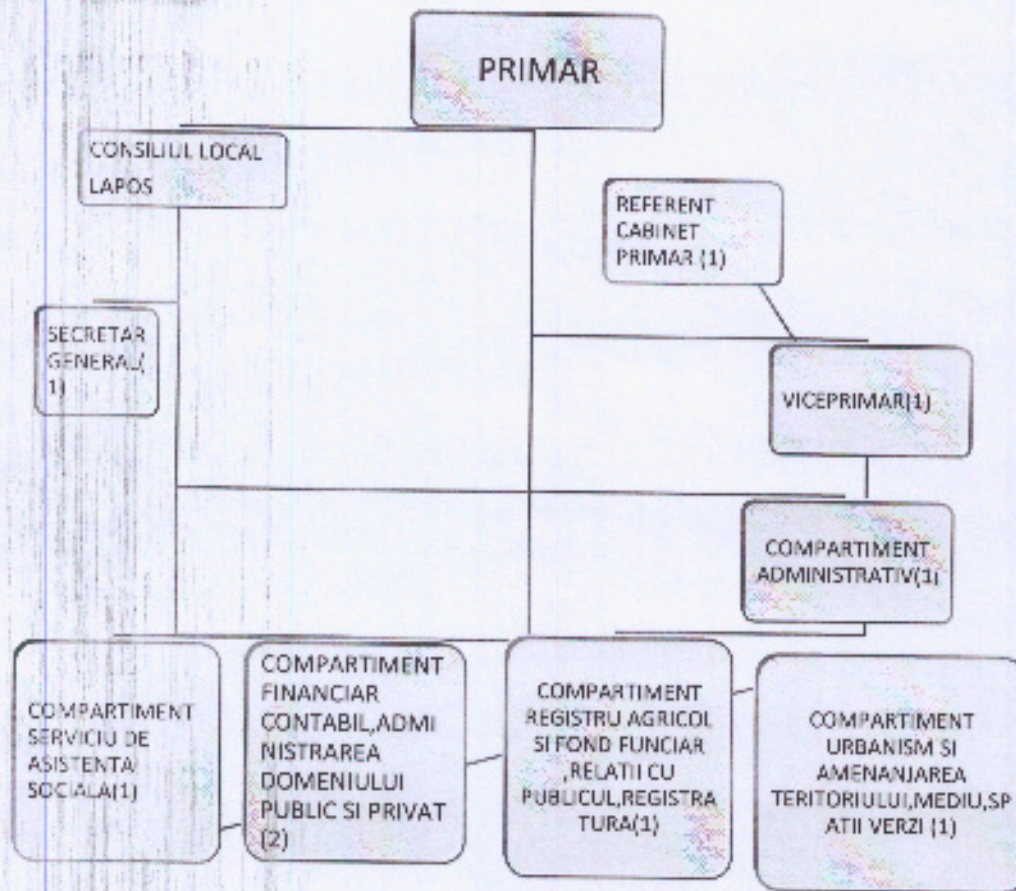 PRIMAR
CONSILIUL LOCAL
LAPOS
REFERENT
CABINET
PRIMAR (1)
SECRETAR
GENERAL(
1)
VICEPRIMAR(1)
COMPARTIMENT
ADMINISTRATIV(1)
COMPARTIMENT
SERVICIU DE
ASISTENTA
SOCIALA(1)
COMPARTIMENT
FINANCIAR
CONTABIL,ADMI
NISTRAREA
DOMENIULUI
PUBLIC SI PRIVAT
(2)
COMPARTIMENT
REGISTRU AGRICOL
SI FOND FUNCIAR
,RELATII CU
PUBLICUL,REGISTRA
TURA(1)
COMPARTIMENT
URBANISM SI
AMENANJAREA
TERITORIULUI,MEDIU,SP
ATII VERZI (1)